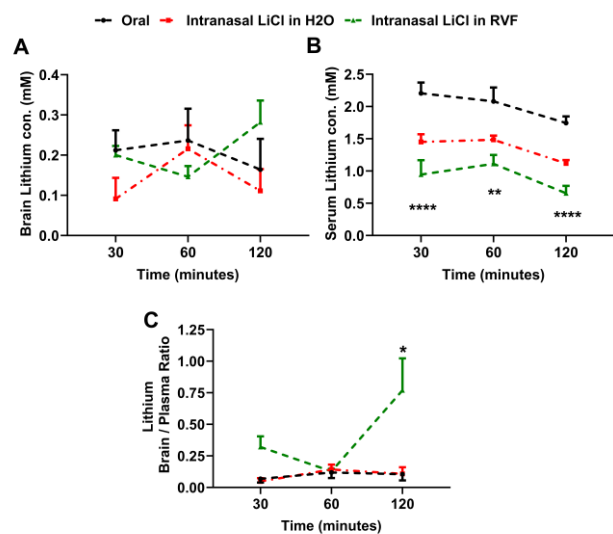 Oral Intranasal LiCl in H2O Intranasal LiCl in RVF
A
Brain Lithium con. (mM)
0.4
0.3
0.2
0.1
0.0
30 60 120
Time (minutes)
B
Serum Lithium con. (mM)
2.5
2.0
1.5
1.0
0.5
0.0
**** ** ****
30 60 120
Time (minutes)
C
Lithium
Brain / Plasma Ratio
1.25
1.00
0.75
0.50
0.25
0.00
*
30 60 120
Time (minutes)